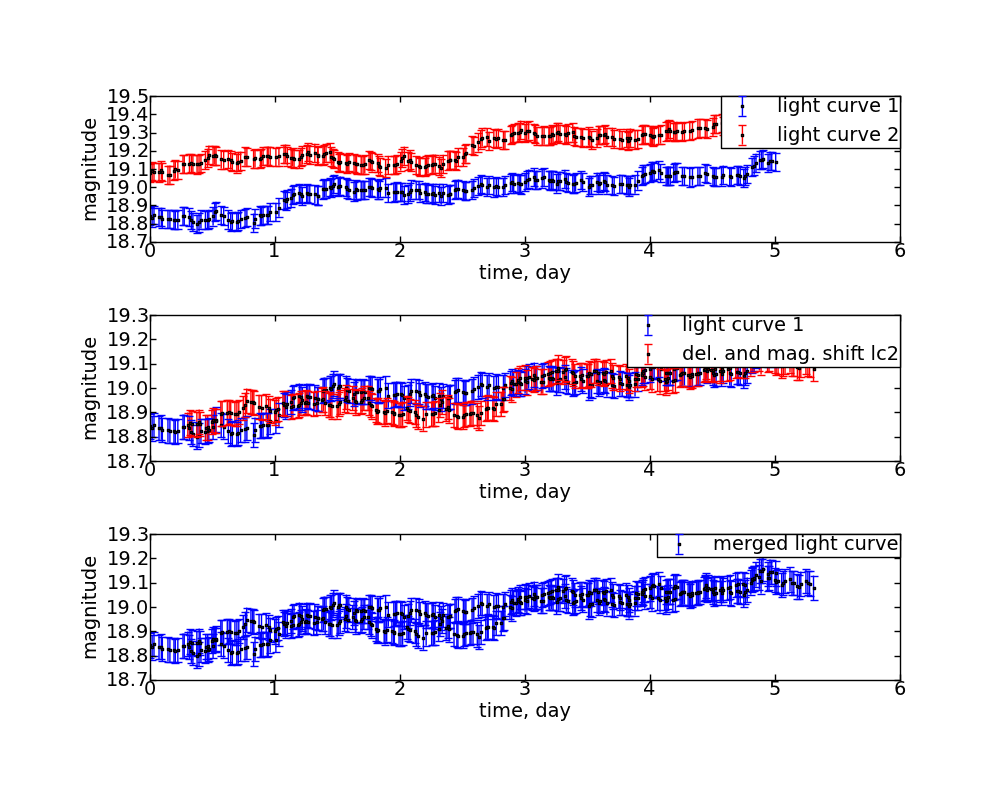 19.5
19.4
19.3
19.2
19.1
19.0
18.9
18.8
18.7
magnitude
light curve 1
light curve 2
0 1 2 3 4 5 6
time, day
19.3
19.2
19.1
19.0
18.9
18.8
18.7
magnitude
light curve 1
del. and mag. shift lc2
0 1 2 3 4 5 6
time, day
19.3
19.2
19.1
19.0
18.9
18.8
18.7
magnitude
merged light curve
0 1 2 3 4 5 6
time, day